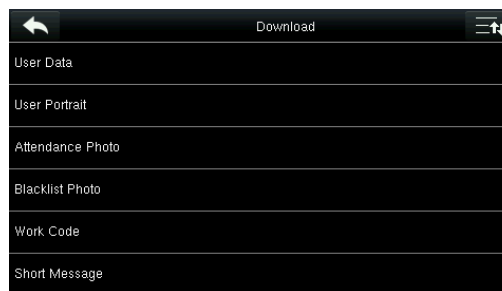 Download
User Data
User Portrait
Attendance Photo
Blacklist Photo
Work Code
Short Message